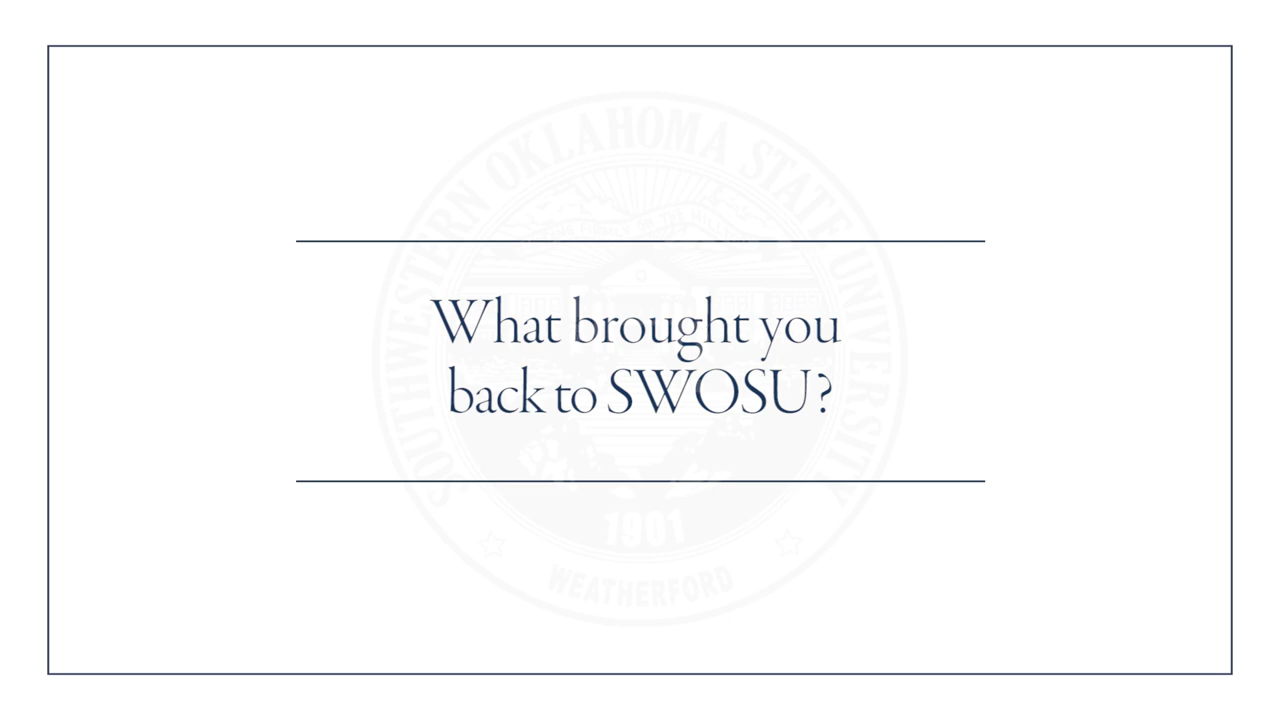 SOUTHWESTERN OKLAHOMA STATE UNIVERSITY
What brought you
back to SWOSU?
1901
WEATHERFORD